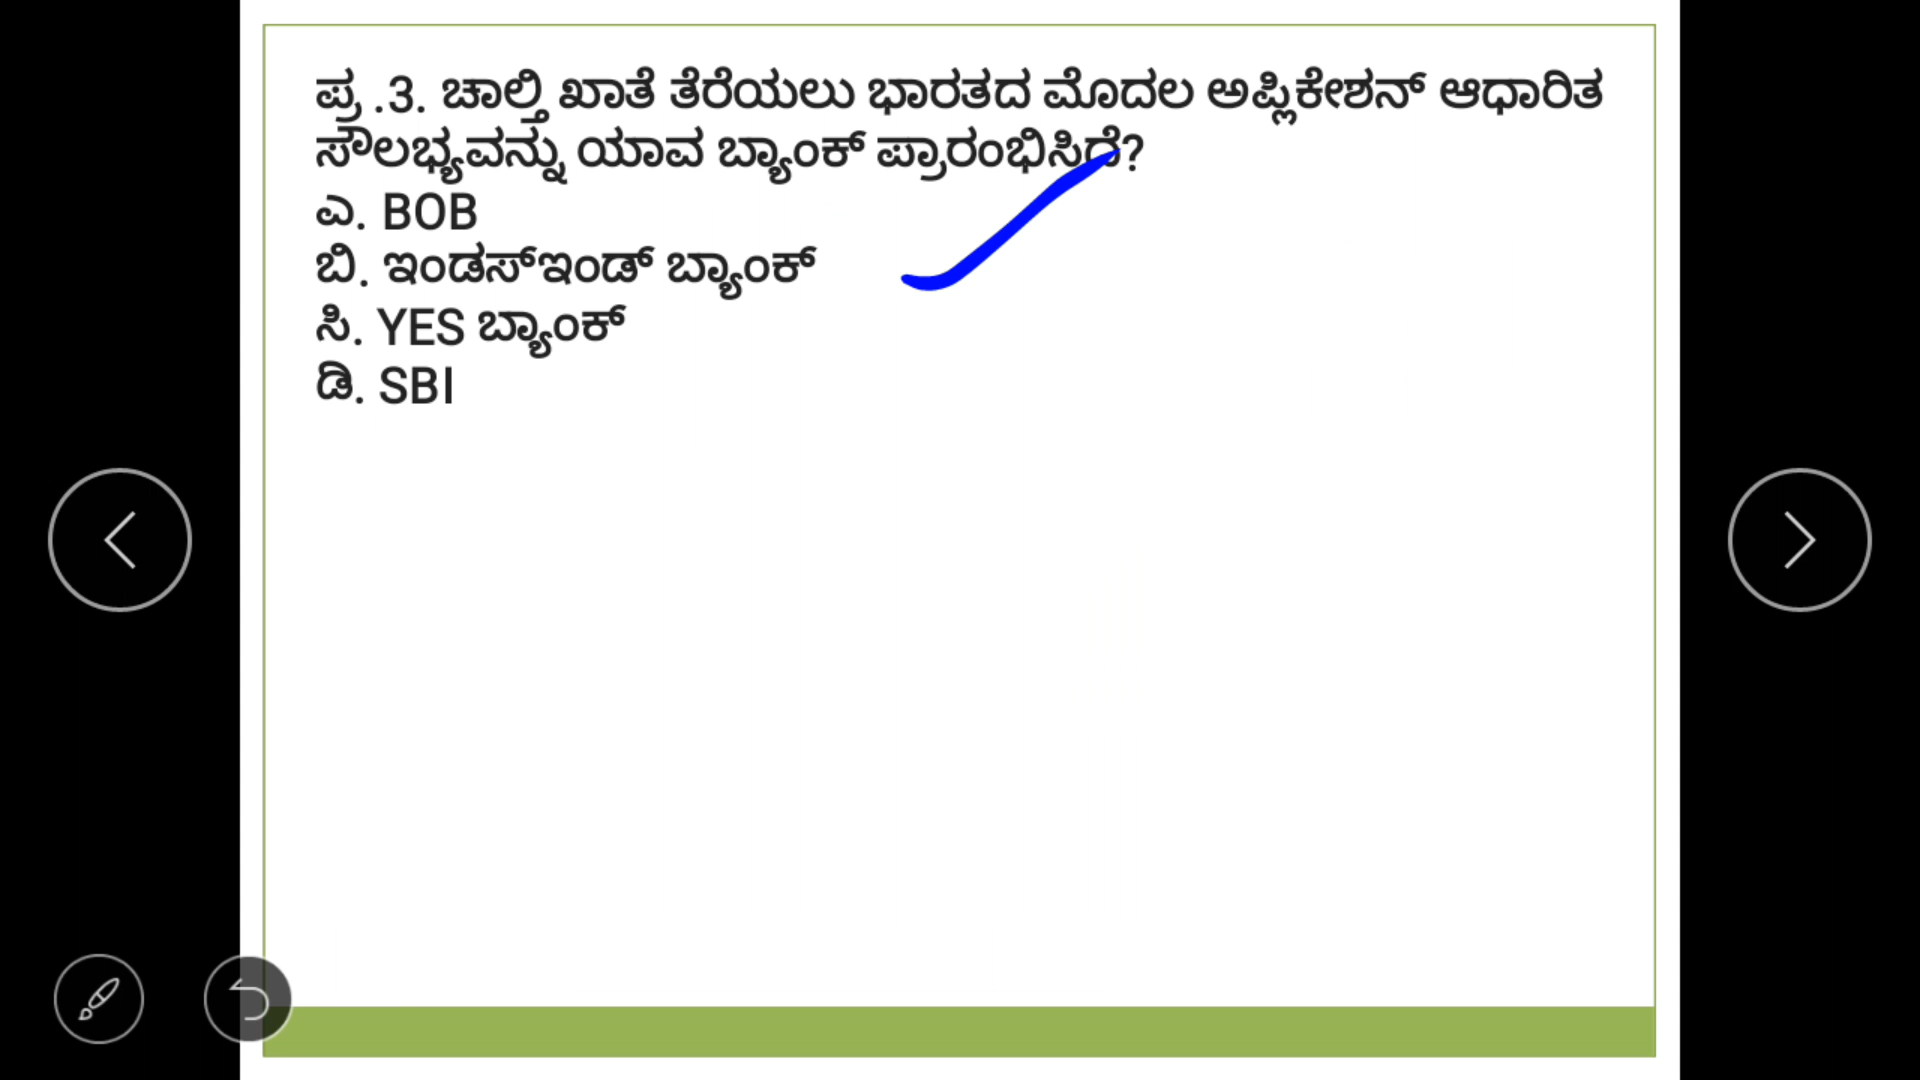 ಪ್ರ .3. ಚಾಲ್ತಿ ಖಾತೆ ತೆರೆಯಲು ಭಾರತದ ಮೊದಲ ಅಪ್ಲಿಕೇಶನ್ ಆಧಾರಿತ
ಸೌಲಭ್ಯವನ್ನು ಯಾವ ಬ್ಯಾಂಕ್ ಪ್ರಾರಂಭಿಸಿದೆ?
ಎ. BOB
ಬಿ. ಇಂಡಸ್‌ಇಂಡ್ ಬ್ಯಾಂಕ್
ಸಿ. YES ಬ್ಯಾಂಕ್
ಡಿ. SBI